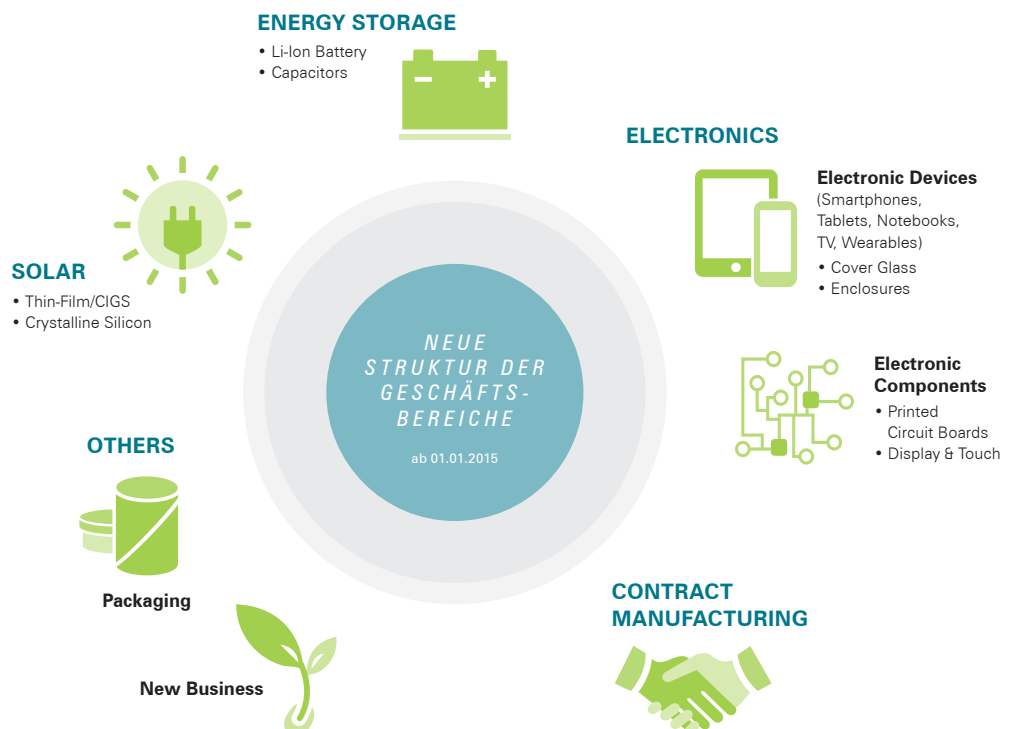 ENERGY STORAGE
• Li-Ion Battery
• Capacitors
ELECTRONICS
Electronic Devices
(Smartphones,
Tablets, Notebooks,
TV, Wearables)
• Cover Glass
• Enclosures
Electronic
Components
• Printed
Circuit Boards
• Display & Touch
CONTRACT
MANUFACTURING
SOLAR
• Thin-Film/CIGS
• Crystalline Silicon
OTHERS
Packaging
New Business
NEUE
STRUKTUR DER
GESCHÄFTS-
BEREICHE
ab 01.01.2015